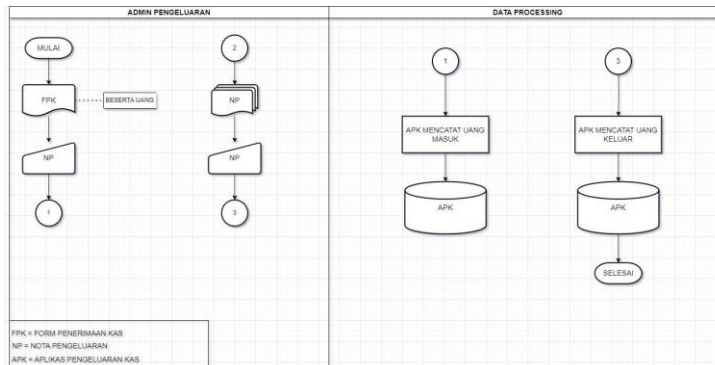 ADMIN PENGELUARAN
DATA PROCESSING
MULAI
FPK
BESERTA UANG
NP
1
2
NP
NP
3
1
APK MENCATAT UANG
MASUK
APK
3
APK MENCATAT UANG
KELUAR
APK
SELESAI
FPK = FORM PENERIMAAN KAS
NP = NOTA PENGELUARAN
APK = APLIKAS PENGELUARAN KAS